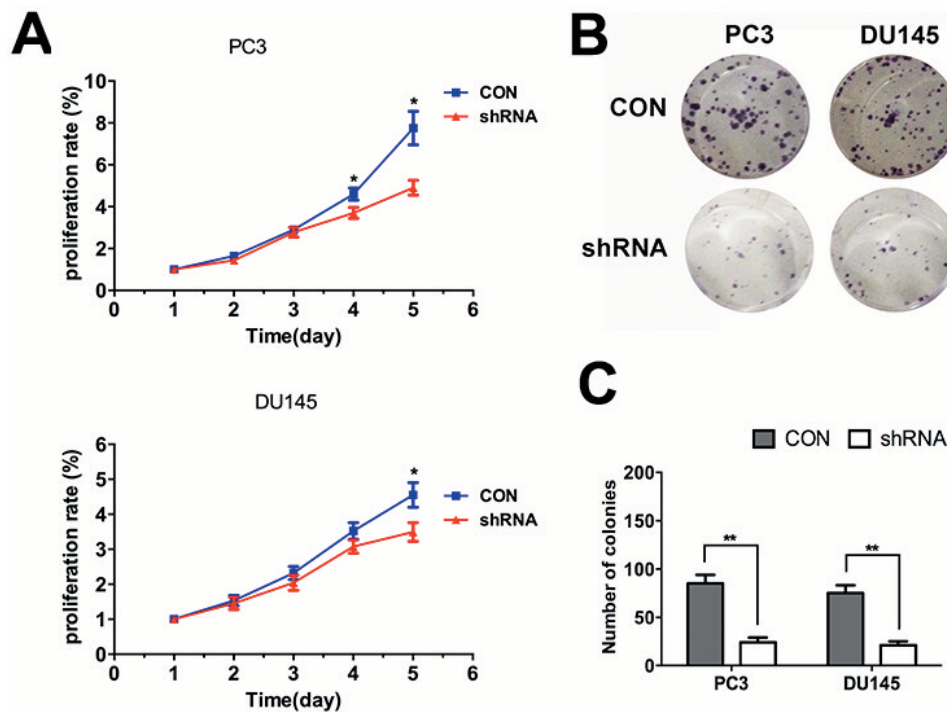 A
PC3
proliferation rate (%)
10
8
6
4
2
0
*
*
CON
shRNA
0 1 2 3 4 5 6
Time(day)
DU145
proliferation rate (%)
6
5
4
3
2
1
0
*
CON
shRNA
0 1 2 3 4 5 6
Time(day)
B
PC3 DU145
CON
shRNA
C
CON shRNA
Number of colonies
200
150
100
50
0
** **
PC3 DU145